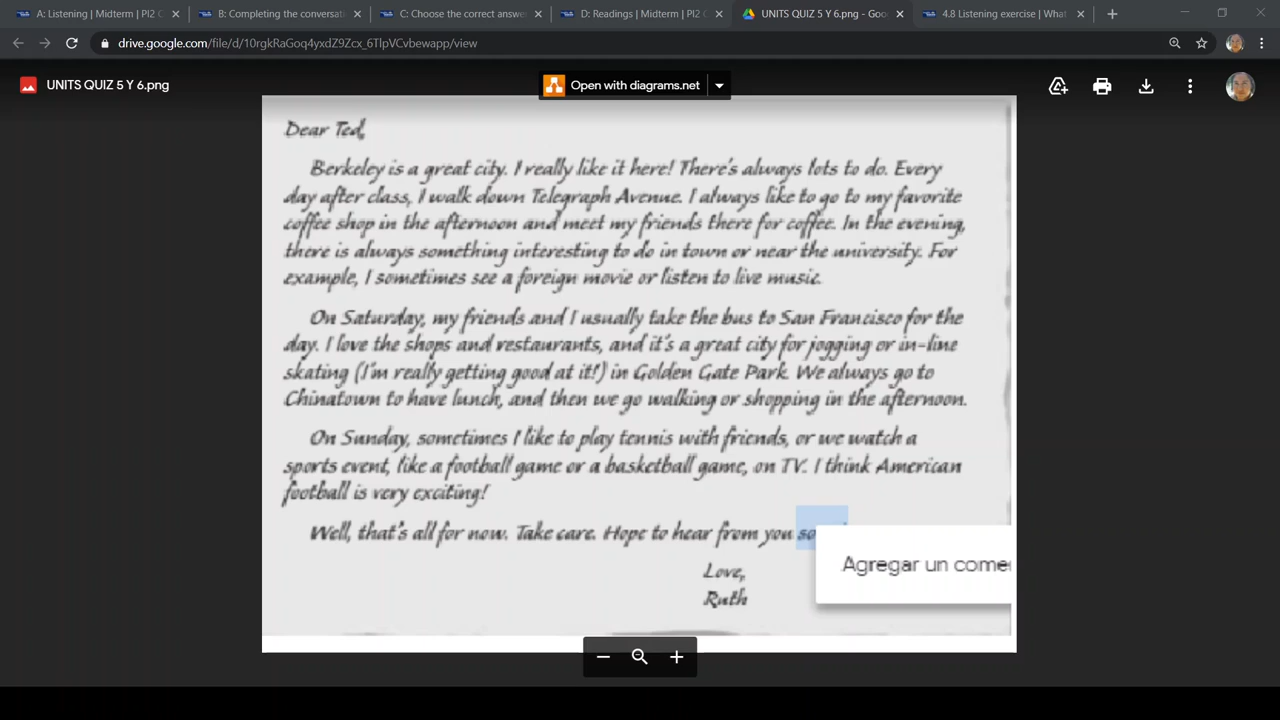 A: Listening | Midterm | PI2 C
B: Completing the conversati
C: Choose the correct answe
D: Readings | Midterm | PI2 C
UNITS QUIZ 5 Y 6.png - Goo
4.8 Listening exercise | What
drive.google.com/file/d/10rgkRaGoq4yxdZ9Zcx_6TlpVCvbewapp/view
UNITS QUIZ 5 Y 6.png
Open with diagrams.net
Dear Ted,
Berkeley is a great city. I really like it here! There's always lots to do. Every
day after class, I walk down Telegraph Avenue. I always like to go to my favorite
coffee shop in the afternoon and meet my friends there for coffee. In the evening,
there is always something interesting to do in town or near the university. For
example, I sometimes see a foreign movie or listen to live music.
On Saturday, my friends and I usually take the bus to San Francisco for the
day. I love the shops and restaurants, and it's a great city for jogging or in-line
skating (I'm really getting good at it!) in Golden Gate Park. We always go to
Chinatown to have lunch, and then we go walking or shopping in the afternoon.
On Sunday, sometimes I like to play tennis with friends, or we watch a
sports event, like a football game or a basketball game, on TV. I think American
football is very exciting!
Well, that's all for now. Take care. Hope to hear from you so
Agregar un come
Love,
Ruth